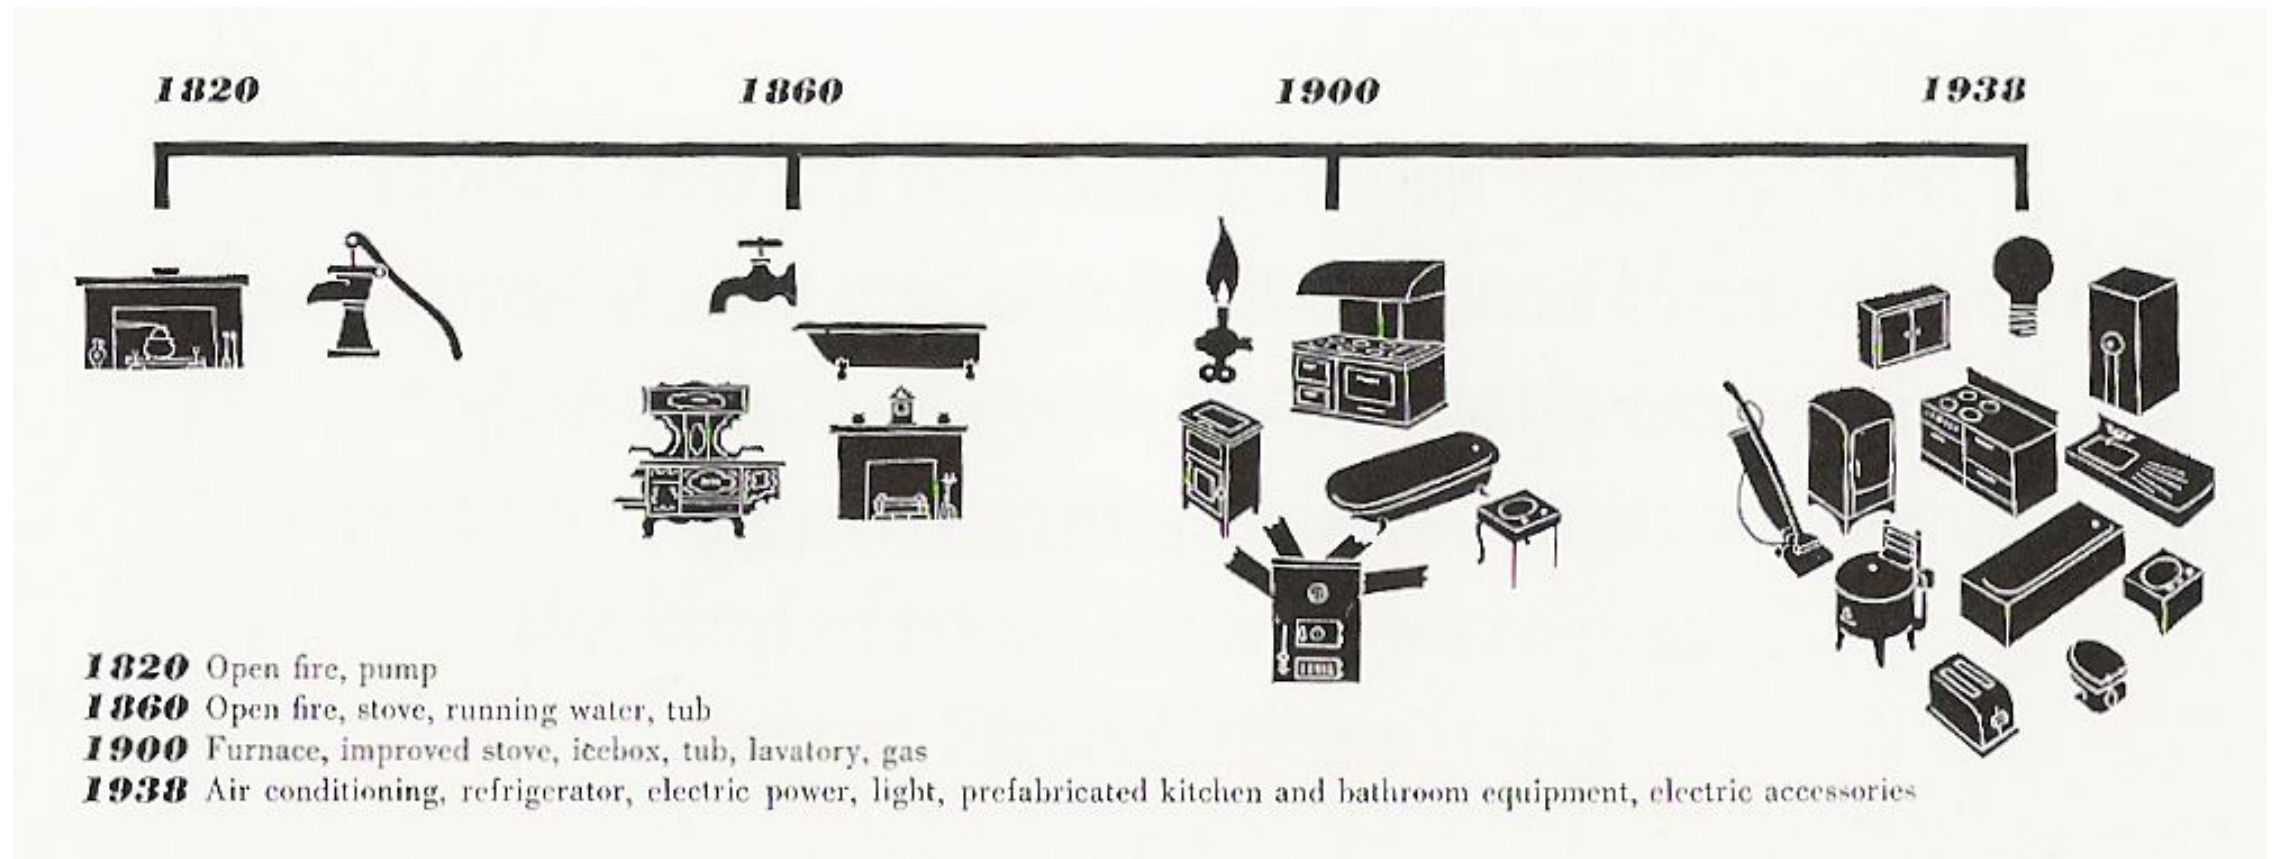 1820 1860 1900 1938
1820 Open fire, pump
1860 Open fire, stove, running water, tub
1900 Furnace, improved stove, icebox, tub, lavatory, gas
1938 Air conditioning, refrigerator, electric power, light, prefabricated kitchen and bathroom equipment, electric accessories